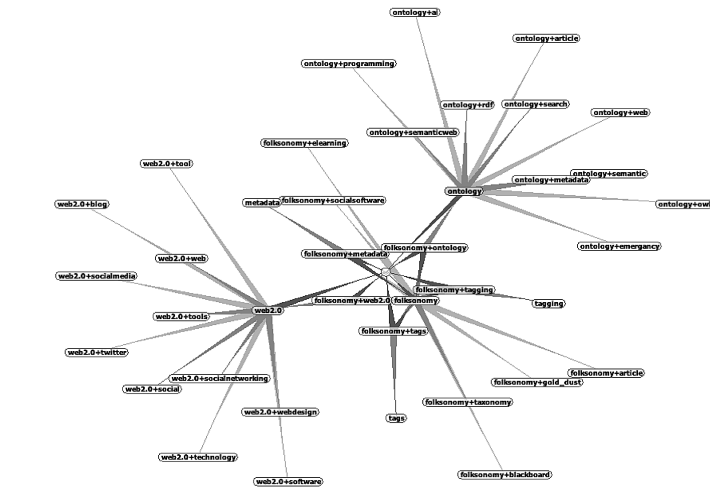 ontology+ai
ontology+article
ontology+programming
ontology+rdf
ontology+search
ontology+web
ontology+semanticweb
folksonomy+elearning
web2.0+tool
ontology+semantic
ontology+metadata
ontology
metadata
folksonomy+socialsoftware
web2.0+blog
ontology+owl
ontology+emergancy
folksonomy+ontology
folksonomy+metadata
web2.0+web
web2.0+socialmedia
folksonomy+tagging
folksonomy+web2.0
folksonomy
tagging
web2.0
web2.0+tools
folksonomy+tags
web2.0+twitter
folksonomy+article
web2.0+socialnetworking
folksonomy+gold_dust
web2.0+social
folksonomy+taxonomy
web2.0+webdesign
tags
web2.0+technology
folksonomy+blackboard
web2.0+software